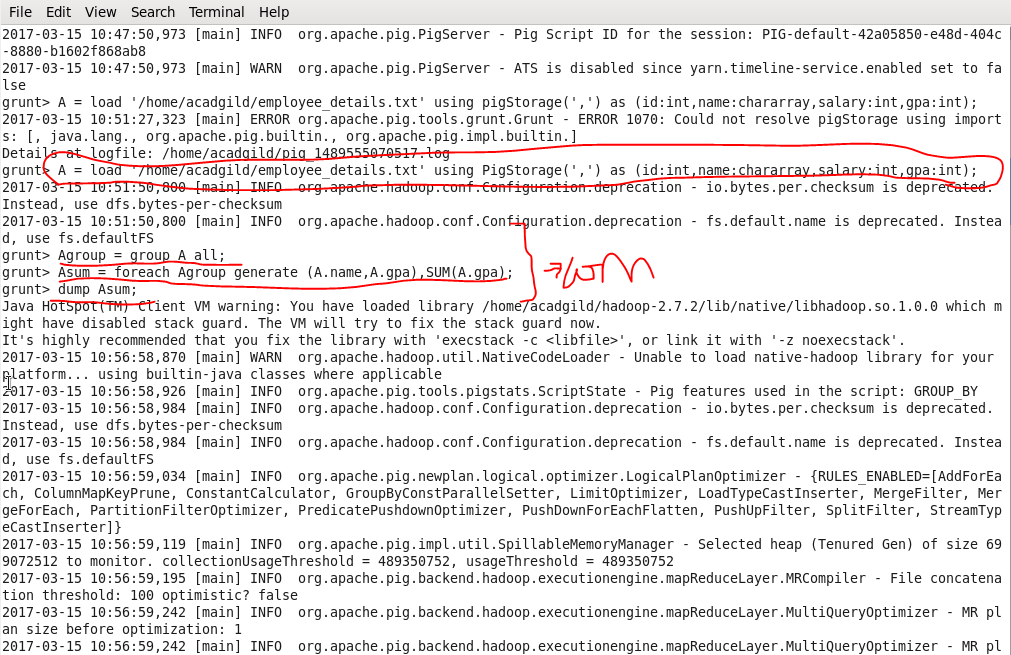 File Edit View Search Terminal Help
2017-03-15 10:47:50,973 [main] INFO  org.apache.pig.PigServer - Pig Script ID for the session: PIG-default-42a05850-e48d-404c
-8880-b1602f868ab8
2017-03-15 10:47:50,973 [main] WARN  org.apache.pig.PigServer - ATS is disabled since yarn.timeline-service.enabled set to fa
lse
grunt> A = load '/home/acadgild/employee_details.txt' using pigStorage(',') as (id:int,name:chararray,salary:int,gpa:int);
2017-03-15 10:51:27,323 [main] ERROR org.apache.pig.tools.grunt.Grunt - ERROR 1070: Could not resolve pigStorage using import
s: [, java.lang., org.apache.pig.builtin., org.apache.pig.impl.builtin.]
Details at logfile: /home/acadgild/pig_1489555070517.log
grunt> A = load '/home/acadgild/employee_details.txt' using PigStorage(',') as (id:int,name:chararray,salary:int,gpa:int);
2017-03-15 10:51:50,800 [main] INFO  org.apache.hadoop.conf.Configuration.deprecation - io.bytes.per.checksum is deprecated.
Instead, use dfs.bytes-per-checksum
2017-03-15 10:51:50,800 [main] INFO  org.apache.hadoop.conf.Configuration.deprecation - fs.default.name is deprecated. Instea
d, use fs.defaultFS
grunt> Agroup = group A all;
grunt> Asum = foreach Agroup generate (A.name,A.gpa),SUM(A.gpa);
grunt> dump Asum;
Java HotSpot(TM) Client VM warning: You have loaded library /home/acadgild/hadoop-2.7.2/lib/native/libhadoop.so.1.0.0 which m
ight have disabled stack guard. The VM will try to fix the stack guard now.
It's highly recommended that you fix the library with 'execstack -c <libfile>', or link it with '-z noexecstack'.
2017-03-15 10:56:58,870 [main] WARN  org.apache.hadoop.util.NativeCodeLoader - Unable to load native-hadoop library for your
platform... using builtin-java classes where applicable
2017-03-15 10:56:58,926 [main] INFO  org.apache.pig.tools.pigstats.ScriptState - Pig features used in the script: GROUP_BY
2017-03-15 10:56:58,984 [main] INFO  org.apache.hadoop.conf.Configuration.deprecation - io.bytes.per.checksum is deprecated.
Instead, use dfs.bytes-per-checksum
2017-03-15 10:56:58,984 [main] INFO  org.apache.hadoop.conf.Configuration.deprecation - fs.default.name is deprecated. Instea
d, use fs.defaultFS
2017-03-15 10:56:59,034 [main] INFO  org.apache.pig.newplan.logical.optimizer.LogicalPlanOptimizer - {RULES_ENABLED=[AddForEa
ch, ColumnMapKeyPrune, ConstantCalculator, GroupByConstParallelSetter, LimitOptimizer, LoadTypeCastInserter, MergeFilter, Mer
geForEach, PartitionFilterOptimizer, PredicatePushdownOptimizer, PushDownForEachFlatten, PushUpFilter, SplitFilter, StreamTyp
eCastInserter]}
2017-03-15 10:56:59,119 [main] INFO  org.apache.pig.impl.util.SpillableMemoryManager - Selected heap (Tenured Gen) of size 69
9072512 to monitor. collectionUsageThreshold = 489350752, usageThreshold = 489350752
2017-03-15 10:56:59,195 [main] INFO  org.apache.pig.backend.hadoop.executionengine.mapReduceLayer.MRCompiler - File concatena
tion threshold: 100 optimistic? false
2017-03-15 10:56:59,242 [main] INFO  org.apache.pig.backend.hadoop.executionengine.mapReduceLayer.MultiQueryOptimizer - MR pl
an size before optimization: 1
2017-03-15 10:56:59,242 [main] INFO  org.apache.pig.backend.hadoop.executionengine.mapReduceLayer.MultiQueryOptimizer - MR pl